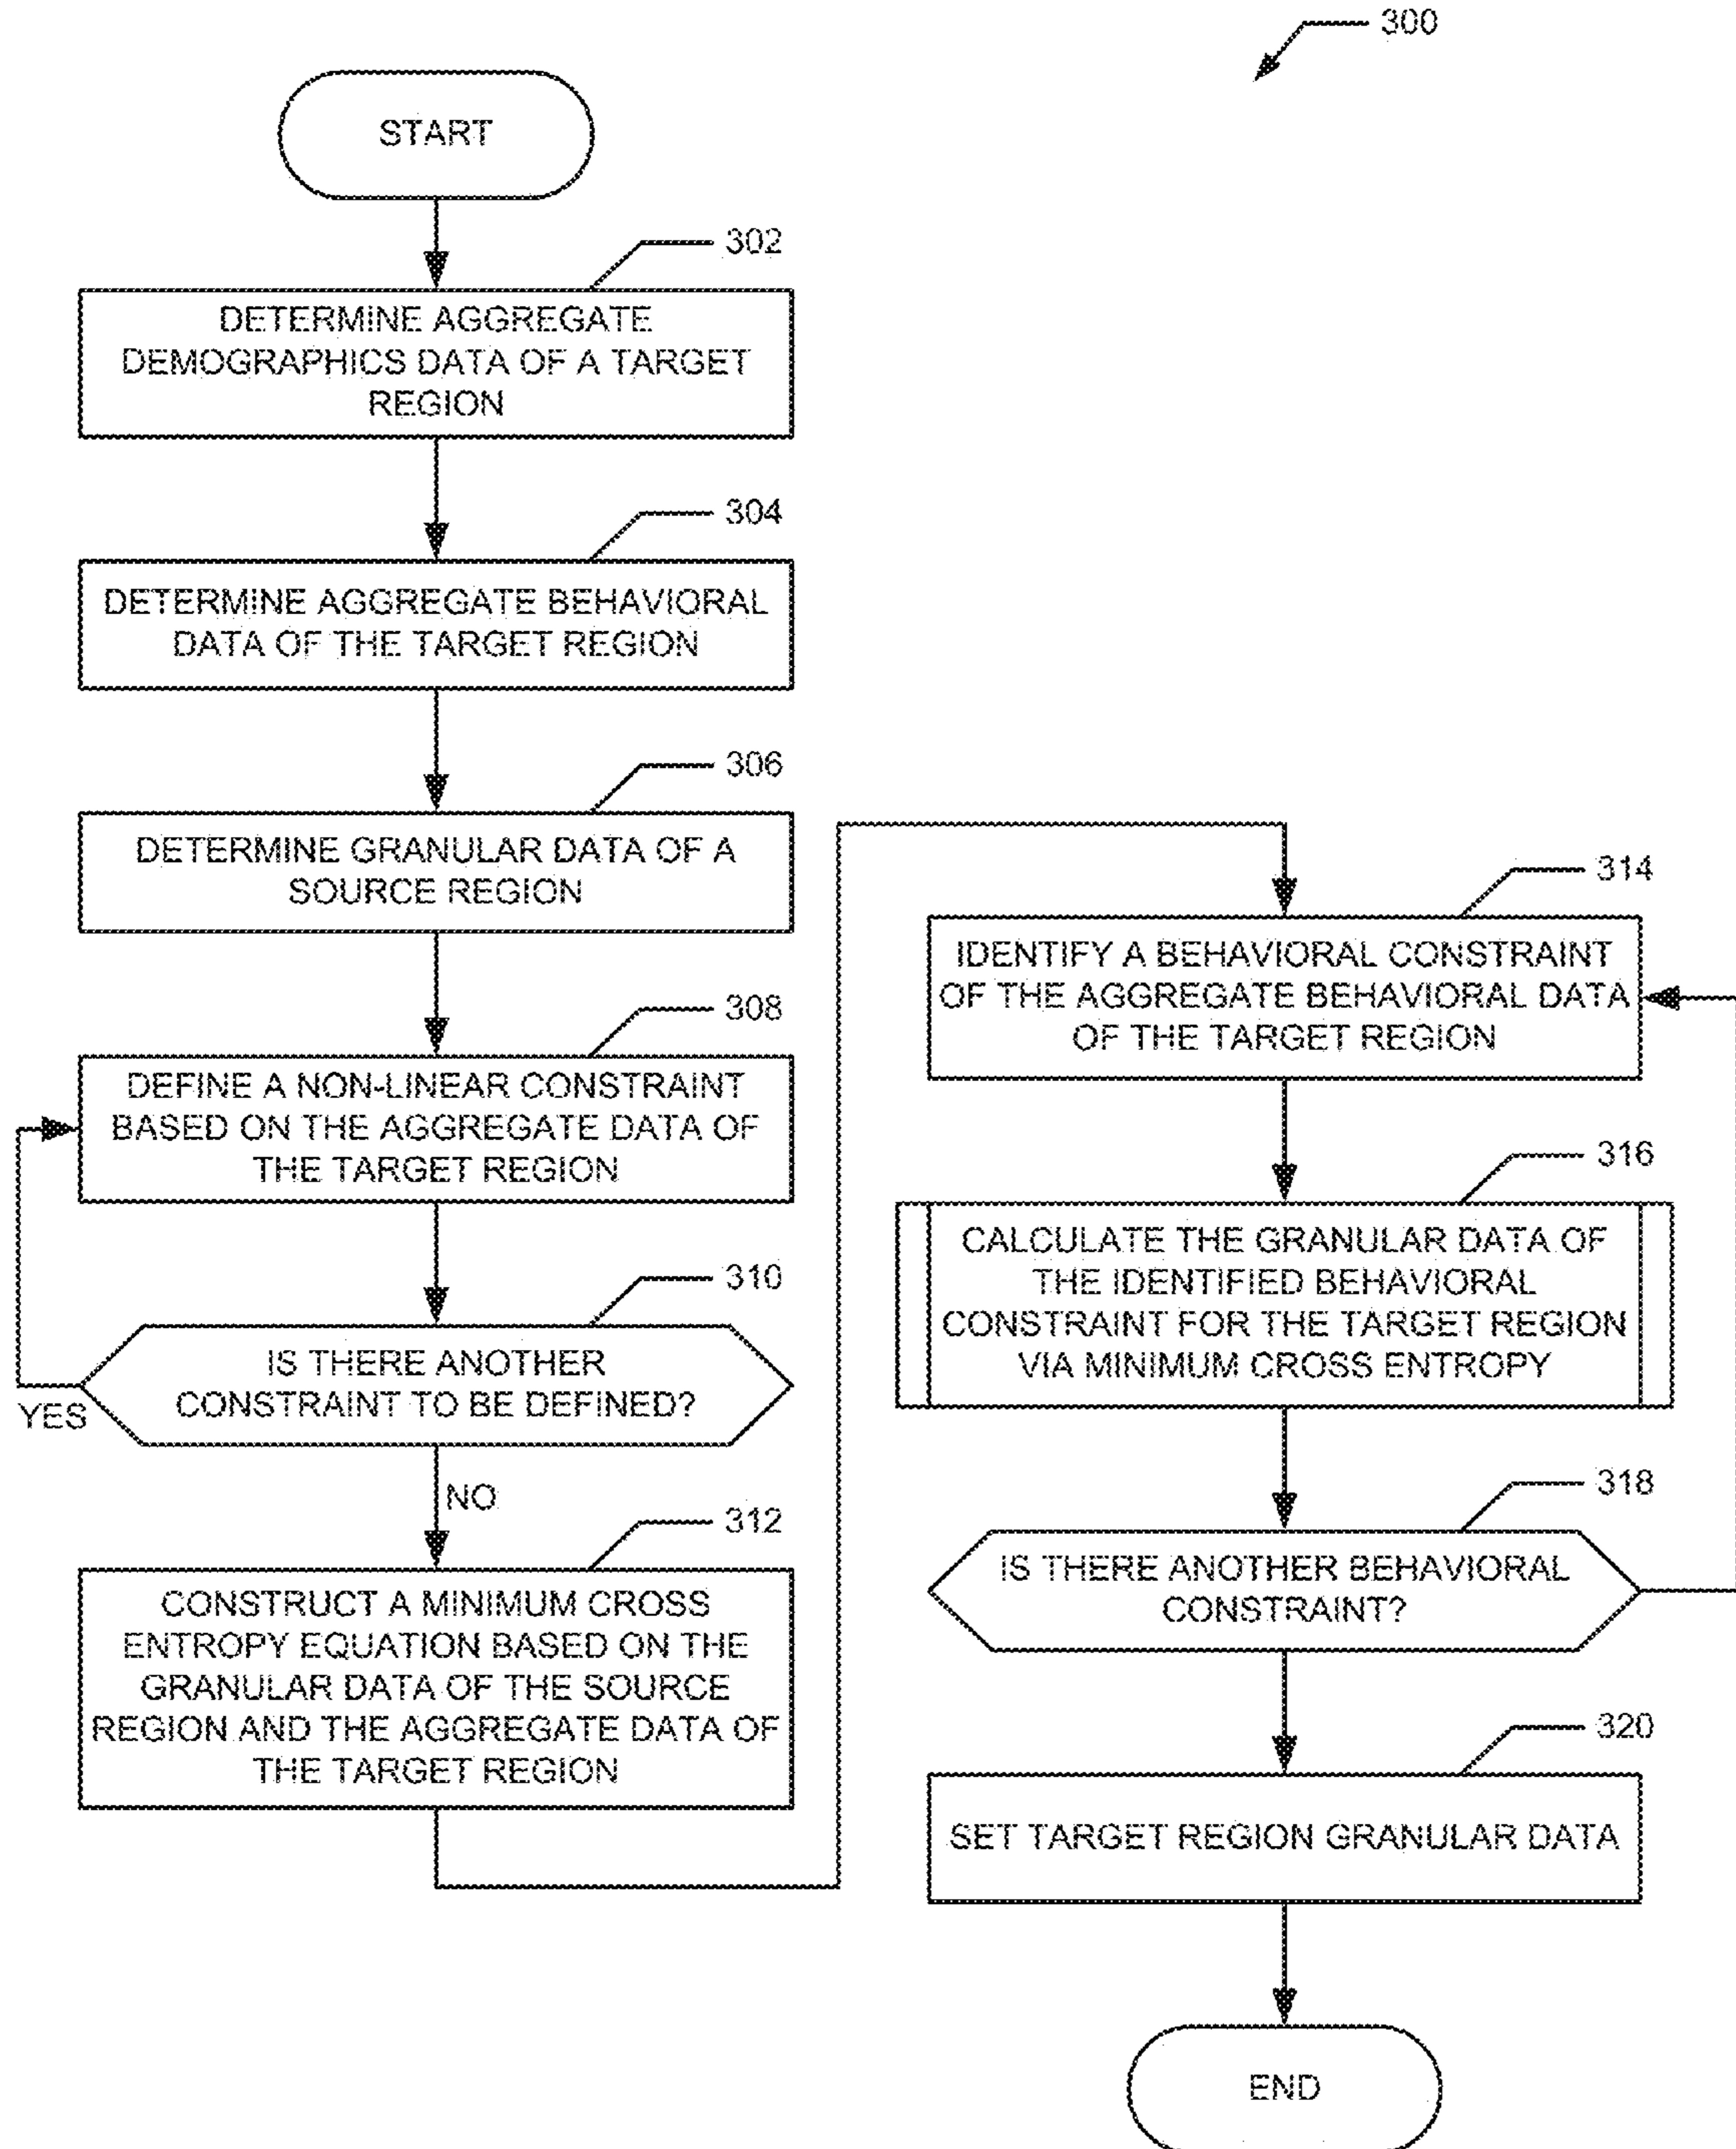 300
START
302
DETERMINE AGGREGATE
DEMOGRAPHICS DATA OF A TARGET
REGION
304
DETERMINE AGGREGATE BEHAVIORAL
DATA OF THE TARGET REGION
306
DETERMINE GRANULAR DATA OF A
SOURCE REGION
308
DEFINE A NON-LINEAR CONSTRAINT
BASED ON THE AGGREGATE DATA OF
THE TARGET REGION
310
IS THERE ANOTHER
CONSTRAINT TO BE DEFINED?
YES
NO
312
CONSTRUCT A MINIMUM CROSS
ENTROPY EQUATION BASED ON THE
GRANULAR DATA OF THE SOURCE
REGION AND THE AGGREGATE DATA OF
THE TARGET REGION
314
IDENTIFY A BEHAVIORAL CONSTRAINT
OF THE AGGREGATE BEHAVIORAL DATA
OF THE TARGET REGION
316
CALCULATE THE GRANULAR DATA OF
THE IDENTIFIED BEHAVIORAL
CONSTRAINT FOR THE TARGET REGION
VIA MINIMUM CROSS ENTROPY
318
IS THERE ANOTHER BEHAVIORAL
CONSTRAINT?
320
SET TARGET REGION GRANULAR DATA
END